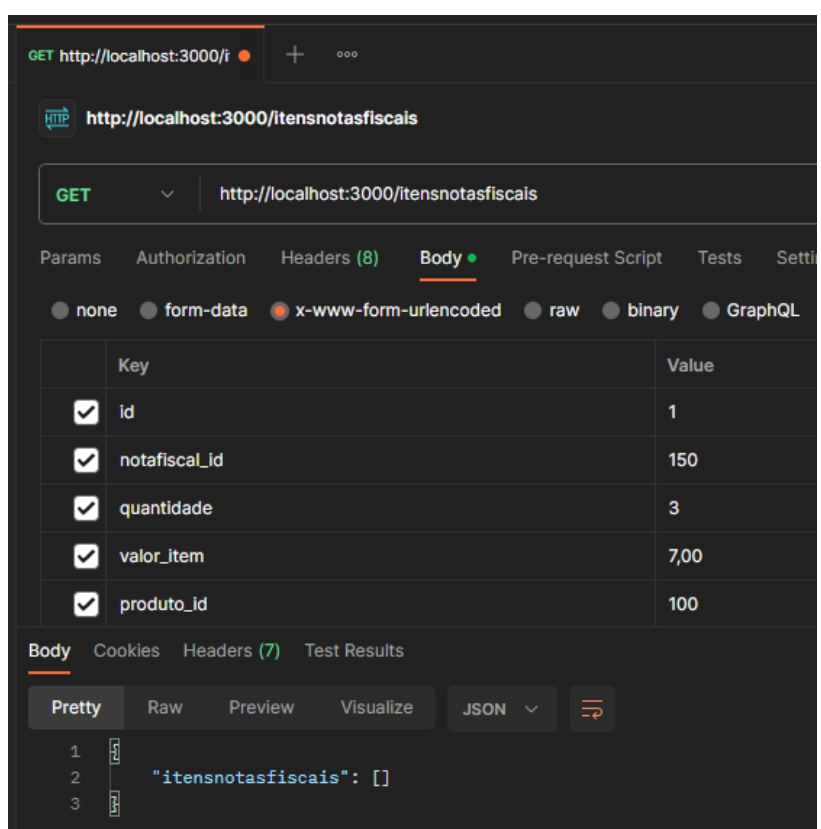 GET http://localhost:3000/it
http://localhost:3000/itensnotasfiscais
GET http://localhost:3000/itensnotasfiscais
Params Authorization Headers (8) Body Pre-request Script Tests Settin
none form-data x-www-form-urlencoded raw binary GraphQL
Key Value
id 1
notafiscal_id 150
quantidade 3
valor_item 7,00
produto_id 100
Body Cookies Headers (7) Test Results
Pretty Raw Preview Visualize JSON
1 {
2 "itensnotasfiscais": []
3 }